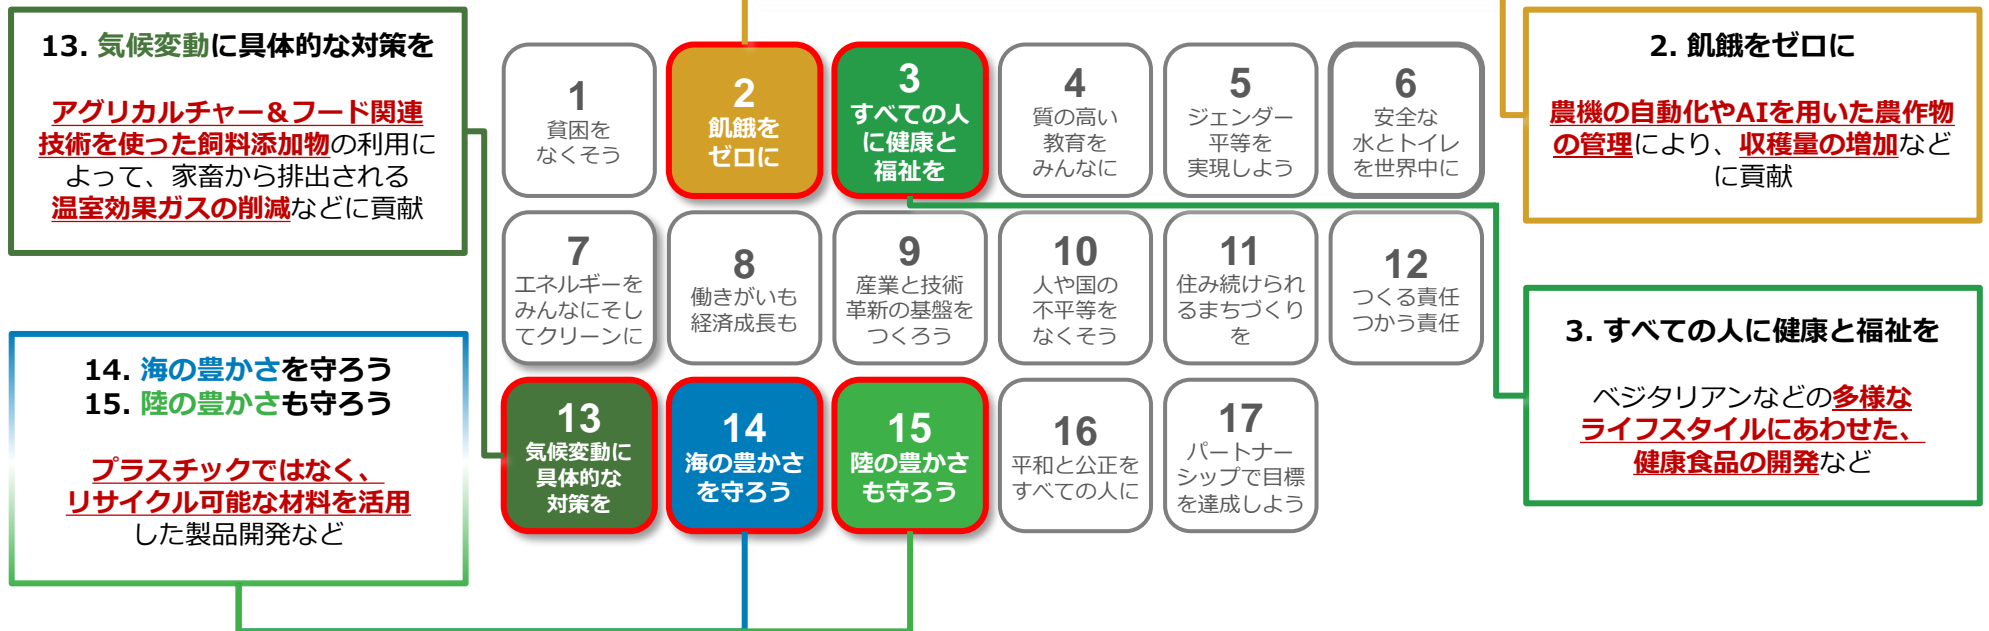 13. 気候変動に具体的な対策を
アグリカルチャー＆フード関連
技術を使った飼料添加物の利用に
よって、家畜から排出される
温室効果ガスの削減などに貢献
14. 海の豊かさを守ろう
15. 陸の豊かさも守ろう
プラスチックではなく、
リサイクル可能な材料を活用
した製品開発など
1
貧困を
なくそう
2
飢餓を
ゼロに
3
すべての人
に健康と
福祉を
4
質の高い
教育を
みんなに
5
ジェンダー
平等を
実現しよう
6
安全な
水とトイレ
を世界中に
7
エネルギーを
みんなにそし
てクリーンに
8
働きがいも
経済成長も
9
産業と技術
革新の基盤を
つくろう
10
人や国の
不平等を
なくそう
11
住み続けられ
るまちづくり
を
12
つくる責任
つかう責任
13
気候変動に
具体的な
対策を
14
海の豊かさ
を守ろう
15
陸の豊かさ
も守ろう
16
平和と公正を
すべての人に
17
パートナー
シップで目標
を達成しよう
2. 飢餓をゼロに
農機の自動化やAIを用いた農作物
の管理により、収穫量の増加など
に貢献
3. すべての人に健康と福祉を
ベジタリアンなどの多様な
ライフスタイルにあわせた、
健康食品の開発など